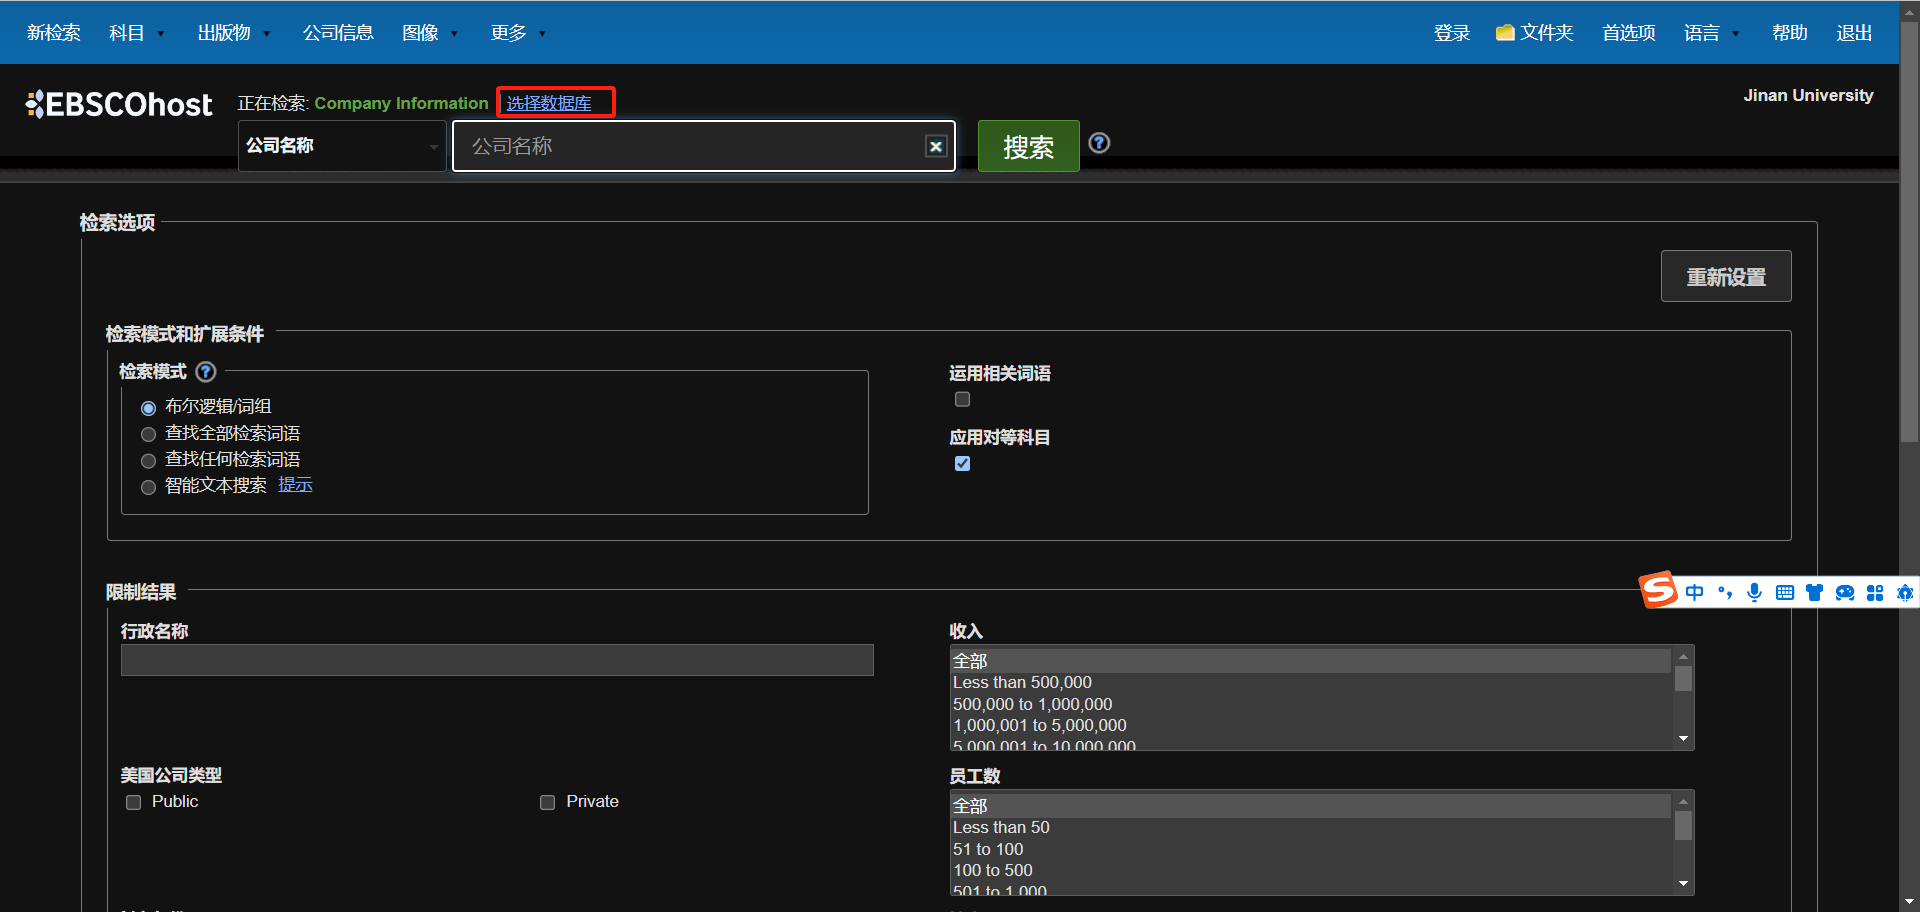 新检索 科目 出版物 公司信息 图像 更多 登录 文件夹 首选项 语言 帮助 退出
EBSCOhost 正在检索: Company Information 选择数据库 Jinan University
公司名称 公司名称 搜索
检索选项
重新设置
检索模式和扩展条件
检索模式
布尔逻辑/词组
查找全部检索词语
查找任何检索词语
智能文本搜索 提示
运用相关词语
应用对等科目
限制结果
中
行政名称
收入
全部
Less than 500,000
500,000 to 1,000,000
1,000,001 to 5,000,000
5,000,001 to 10,000,000
美国公司类型
Public Private
员工数
全部
Less than 50
51 to 100
100 to 500
501 to 1,000